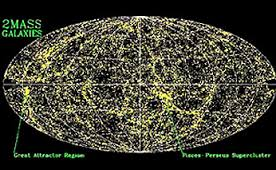 2MASS
GALAXIES
Great Attractor Region
Pisces-Perseus Supercluster